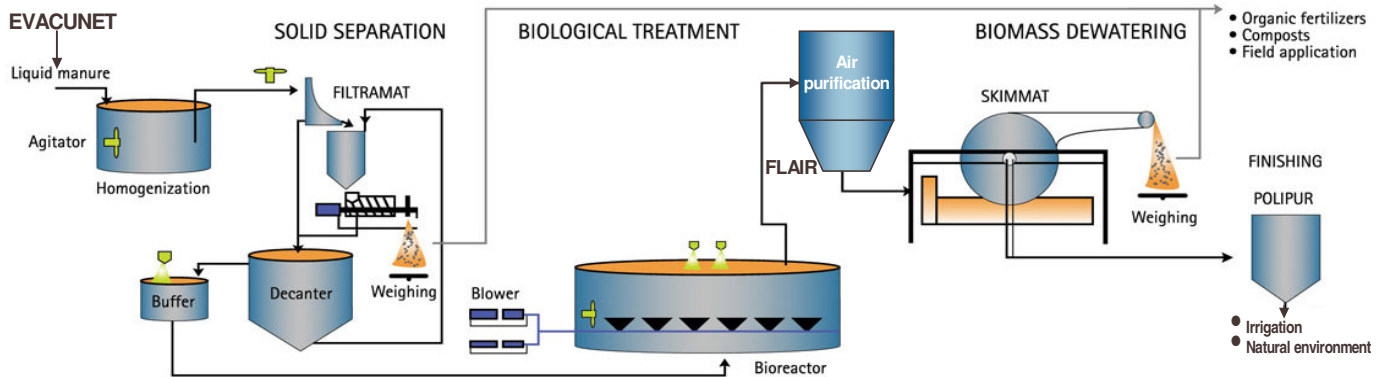 EVACUNET
SOLID SEPARATION
BIOLOGICAL TREATMENT
BIOMASS DEWATERING
• Organic fertilizers
• Composts
• Field application
Liquid manure
FILTRAMAT
Air
purification
SKIMMAT
Agitator
Homogenization
FLAIR
FINISHING
POLIPUR
Weighing
Buffer
Decanter
Weighing
Blower
Bioreactor
• Irrigation
• Natural environment